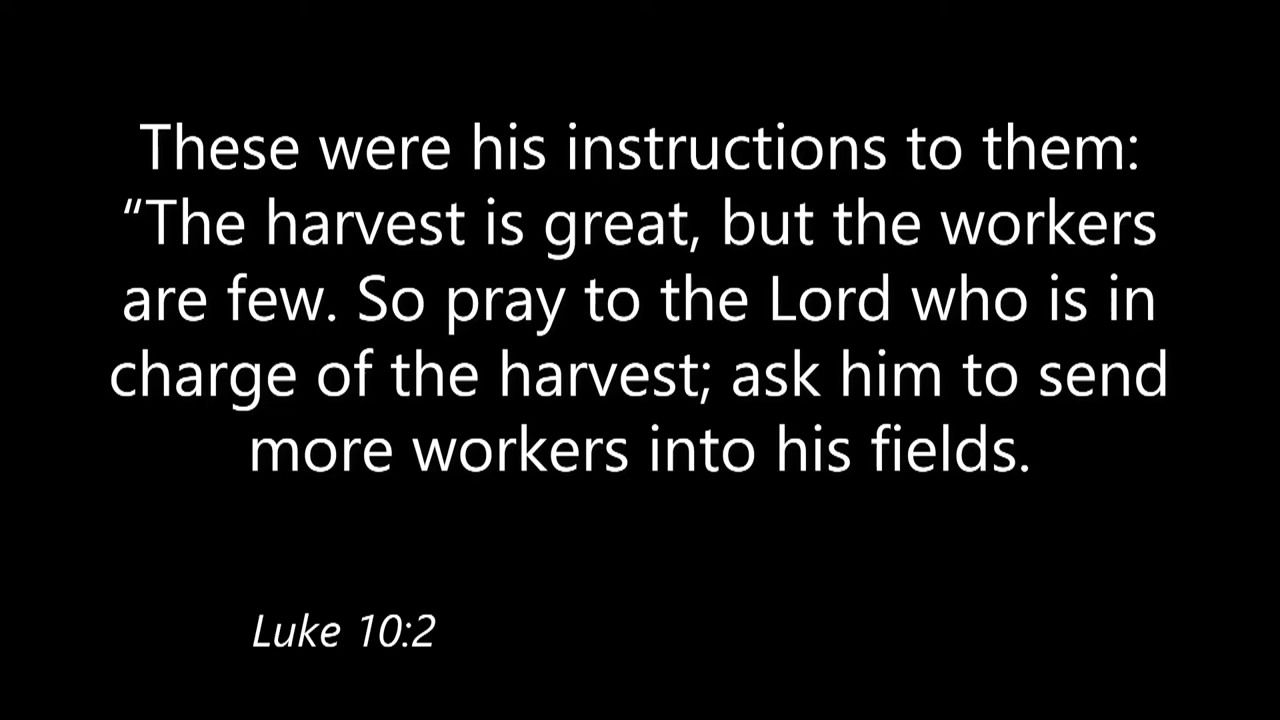 These were his instructions to them:
“The harvest is great, but the workers
are few. So pray to the Lord who is in
charge of the harvest; ask him to send
more workers into his fields.
Luke 10:2